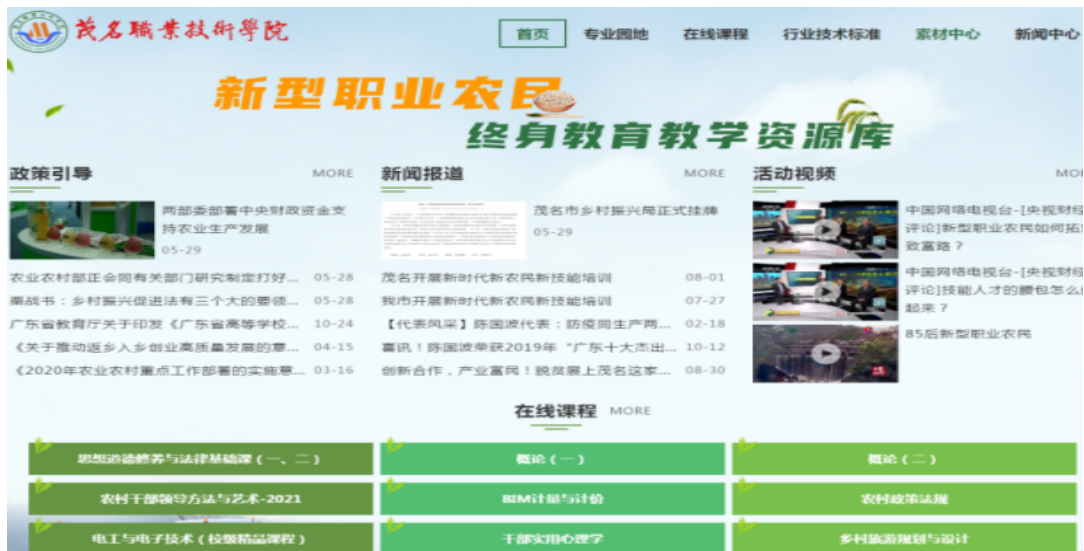 茂名職業技術學院
首页 专业园地 在线课程 行业技术标准 素材中心 新闻中心
新型职业农民
终身教育教学资源库
政策引导 MORE
两部委部署中央财政资金支
持农业生产发展
05-29
农业农村部正会同有关部门研究制定打好... 05-28
栗战书：乡村振兴促进法有三个大的要领... 05-28
广东省教育厅关于印发《广东省高等学校... 10-24
《关于推动返乡入乡创业高质量发展的意... 04-15
《2020年农业农村重点工作部署的实施意... 03-16
新闻报道 MORE
茂名市乡村振兴局正式挂牌
05-29
茂名开展新时代新农民新技能培训 08-01
我市开展新时代新农民新技能培训 07-27
【代表风采】陈国波代表：防疫同生产两... 02-18
喜讯！陈国波荣获2019年“广东十大杰出... 10-12
创新合作，产业富民！脱贫展上茂名这家... 08-30
活动视频 MO
中国网络电视台-[央视财经
评论]新型职业农民如何拓宽
致富路？
中国网络电视台-[央视财经
评论]技能人才的腰包怎么
起来？
85后新型职业农民
在线课程 MORE
思想道德修养与法律基础课（一、二） 概论（一） 概论（二）
农村干部领导方法与艺术-2021 BIM计量与计价 农村政策法规
电工与电子技术（校级精品课程） 干部实用心理学 乡村旅游规划与设计